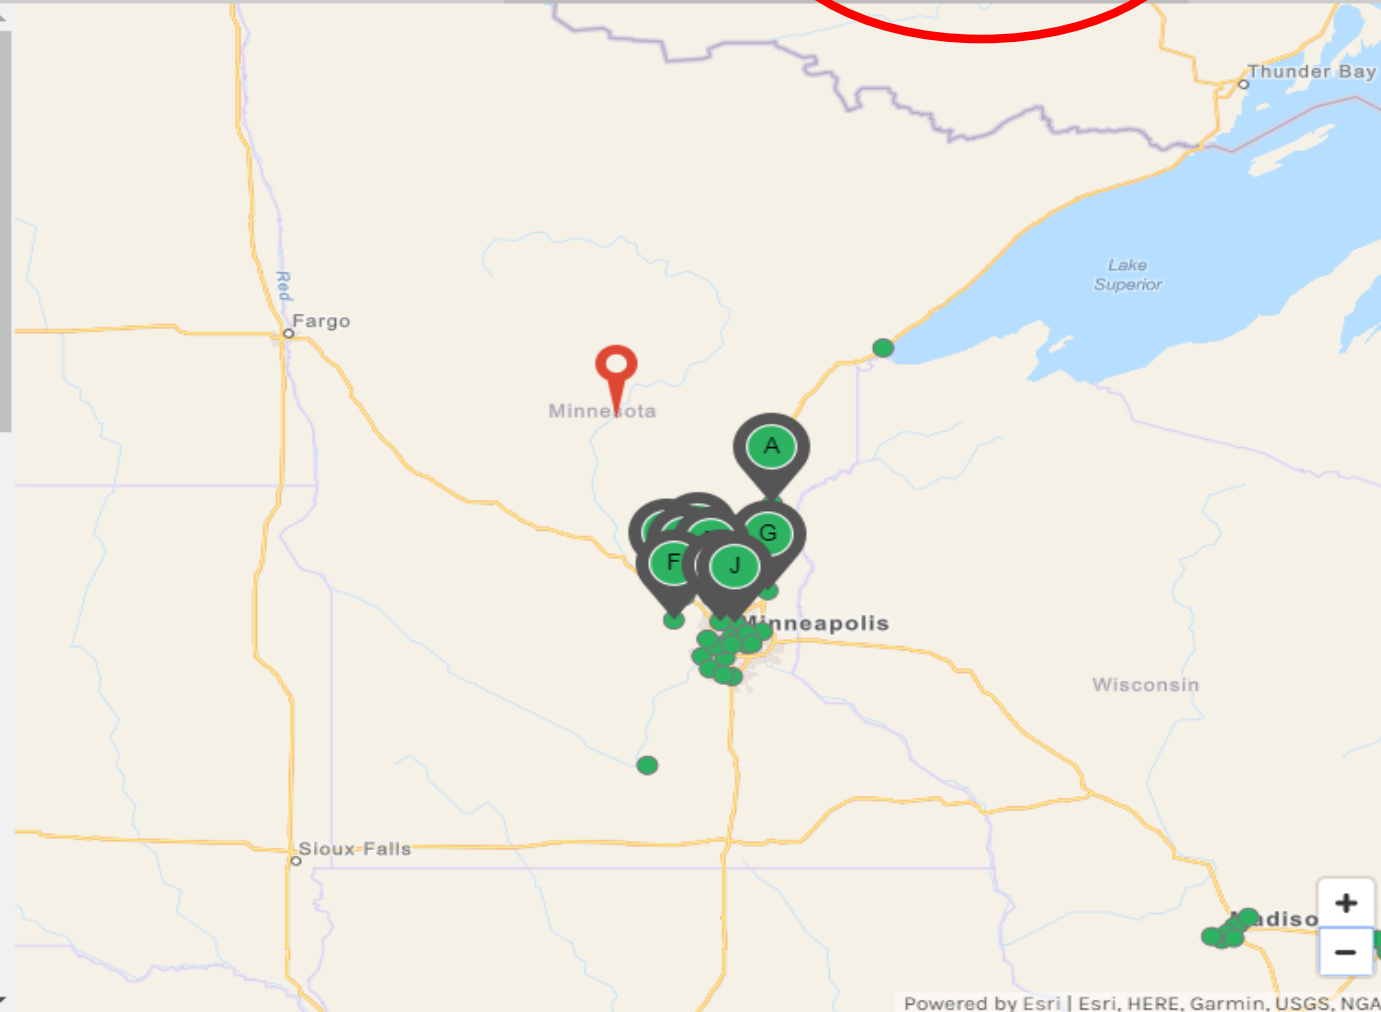 Thunder Bay
Lake
Superior
Red
Fargo
Minnesota
A
G
F
J
Minneapolis
Wisconsin
Sioux Falls
Madiso
+
−
Powered by Esri | Esri, HERE, Garmin, USGS, NGA